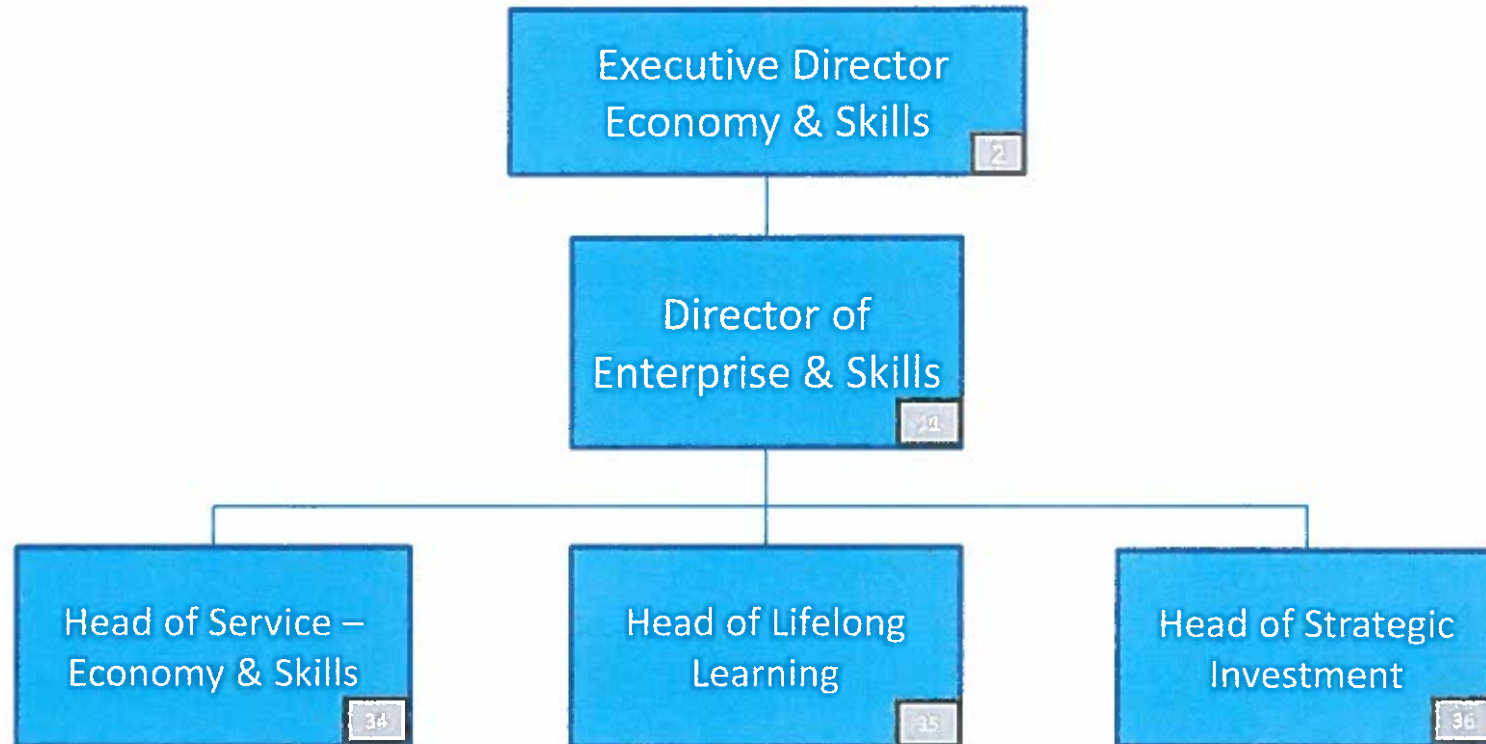 Executive Director
Economy & Skills
2
Director of
Enterprise & Skills
11
Head of Service –
Economy & Skills
34
Head of Lifelong
Learning
35
Head of Strategic
Investment
36